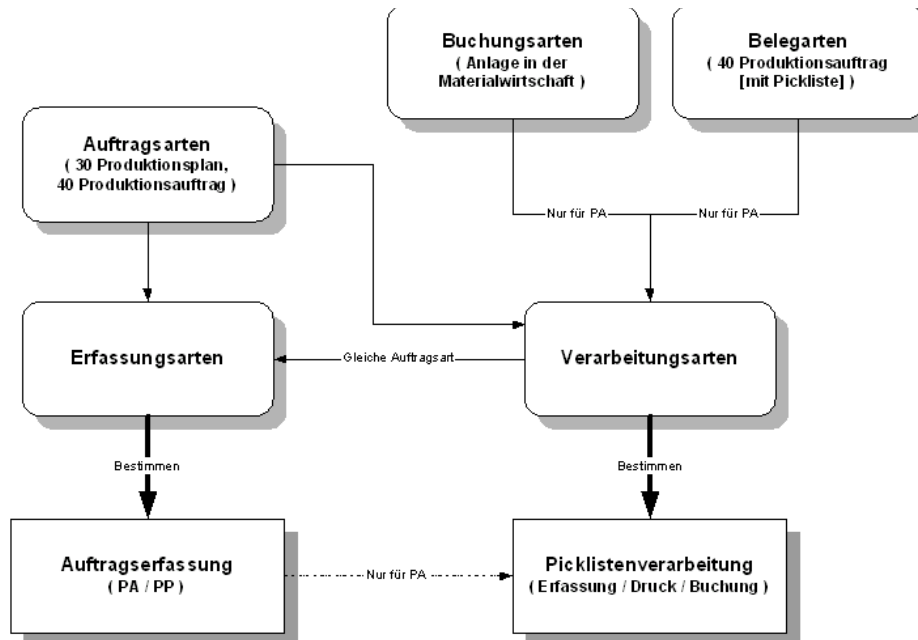 Buchungsarten
( Anlage in der
Materialwirtschaft )
Belegarten
( 40 Produktionsauftrag
[mit Pickliste] )
Auftragsarten
( 30 Produktionsplan,
40 Produktionsauftrag )
Nur für PA
Nur für PA
Erfassungsarten
Gleiche Auftragsart
Verarbeitungsarten
Bestimmen
Bestimmen
Auftragserfassung
( PA / PP )
Nur für PA
Picklistenverarbeitung
( Erfassung / Druck / Buchung )